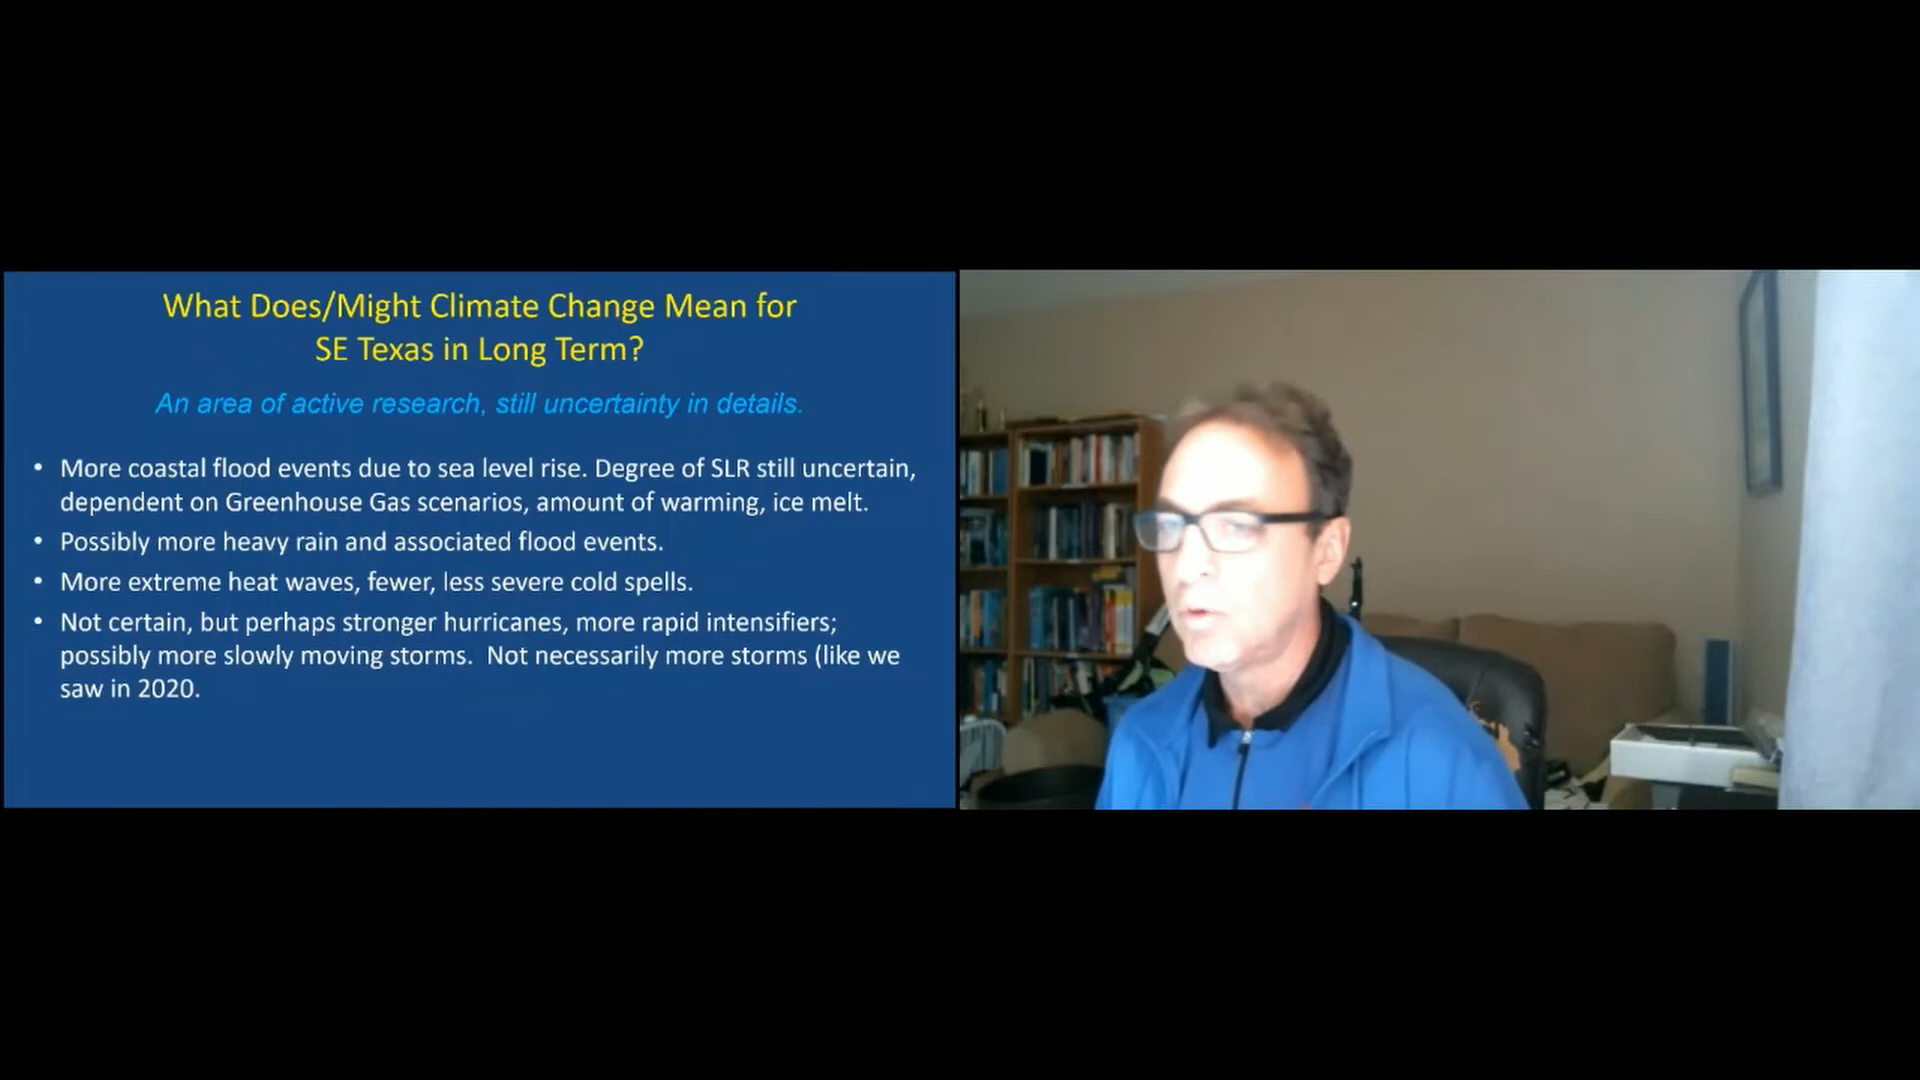 What Does/Might Climate Change Mean for
SE Texas in Long Term?
An area of active research, still uncertainty in details.
• More coastal flood events due to sea level rise. Degree of SLR still uncertain,
dependent on Greenhouse Gas scenarios, amount of warming, ice melt.
• Possibly more heavy rain and associated flood events.
• More extreme heat waves, fewer, less severe cold spells.
• Not certain, but perhaps stronger hurricanes, more rapid intensifiers;
possibly more slowly moving storms.  Not necessarily more storms (like we
saw in 2020.